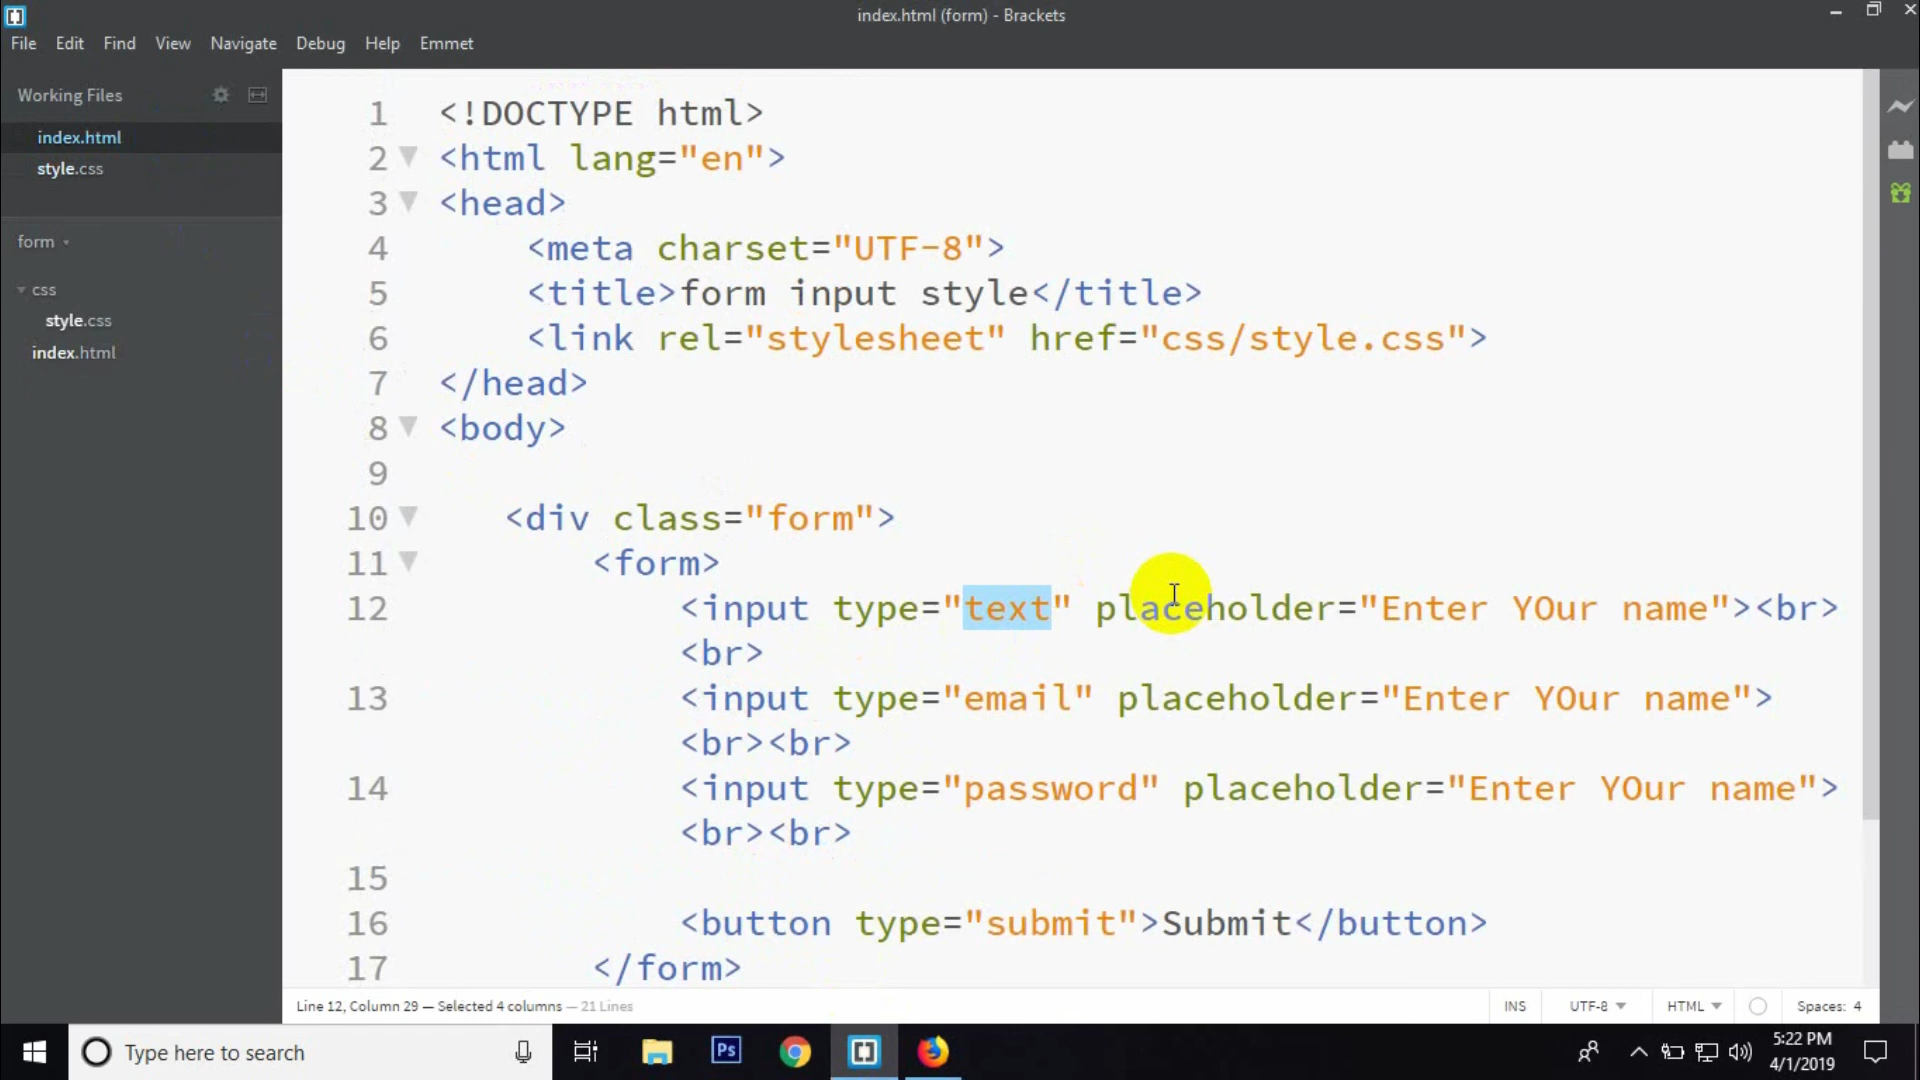 index.html (form) - Brackets
File Edit Find View Navigate Debug Help Emmet
Working Files
index.html
style.css
form
css
style.css
index.html
1 <!DOCTYPE html>
2 <html lang="en">
3 <head>
4 <meta charset="UTF-8">
5 <title>form input style</title>
6 <link rel="stylesheet" href="css/style.css">
7 </head>
8 <body>
9
10 <div class="form">
11 <form>
12 <input type="text" placeholder="Enter YOur name"><br>
<br>
13 <input type="email" placeholder="Enter YOur name">
<br><br>
14 <input type="password" placeholder="Enter YOur name">
<br><br>
15
16 <button type="submit">Submit</button>
17 </form>
Line 12, Column 29 — Selected 4 columns — 21 Lines
INS UTF-8 HTML Spaces: 4
Type here to search
Ps
5:22 PM
4/1/2019